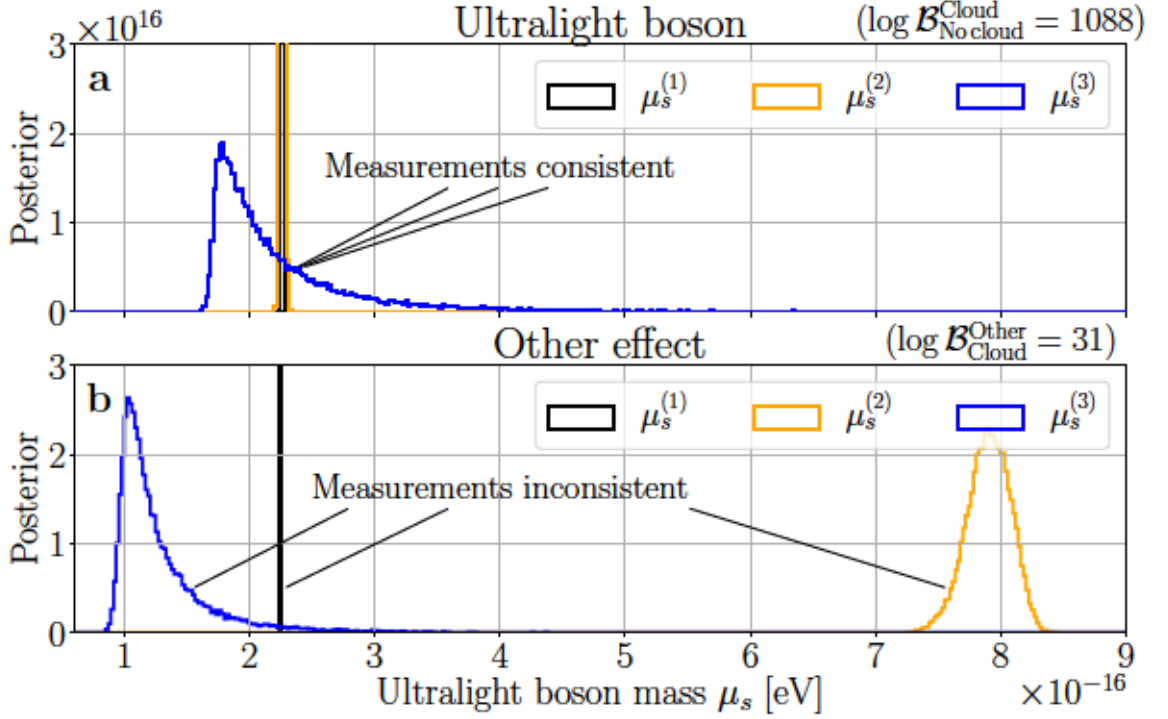 ×10^16 Ultralight boson (log B^Cloud_No cloud = 1088)
a
μ_s^(1) μ_s^(2) μ_s^(3)
Measurements consistent
Posterior
3
2
1
0
Other effect (log B^Other_Cloud = 31)
b
μ_s^(1) μ_s^(2) μ_s^(3)
Measurements inconsistent
Posterior
3
2
1
0
1 2 3 4 5 6 7 8 9
Ultralight boson mass μ_s [eV] ×10^−16